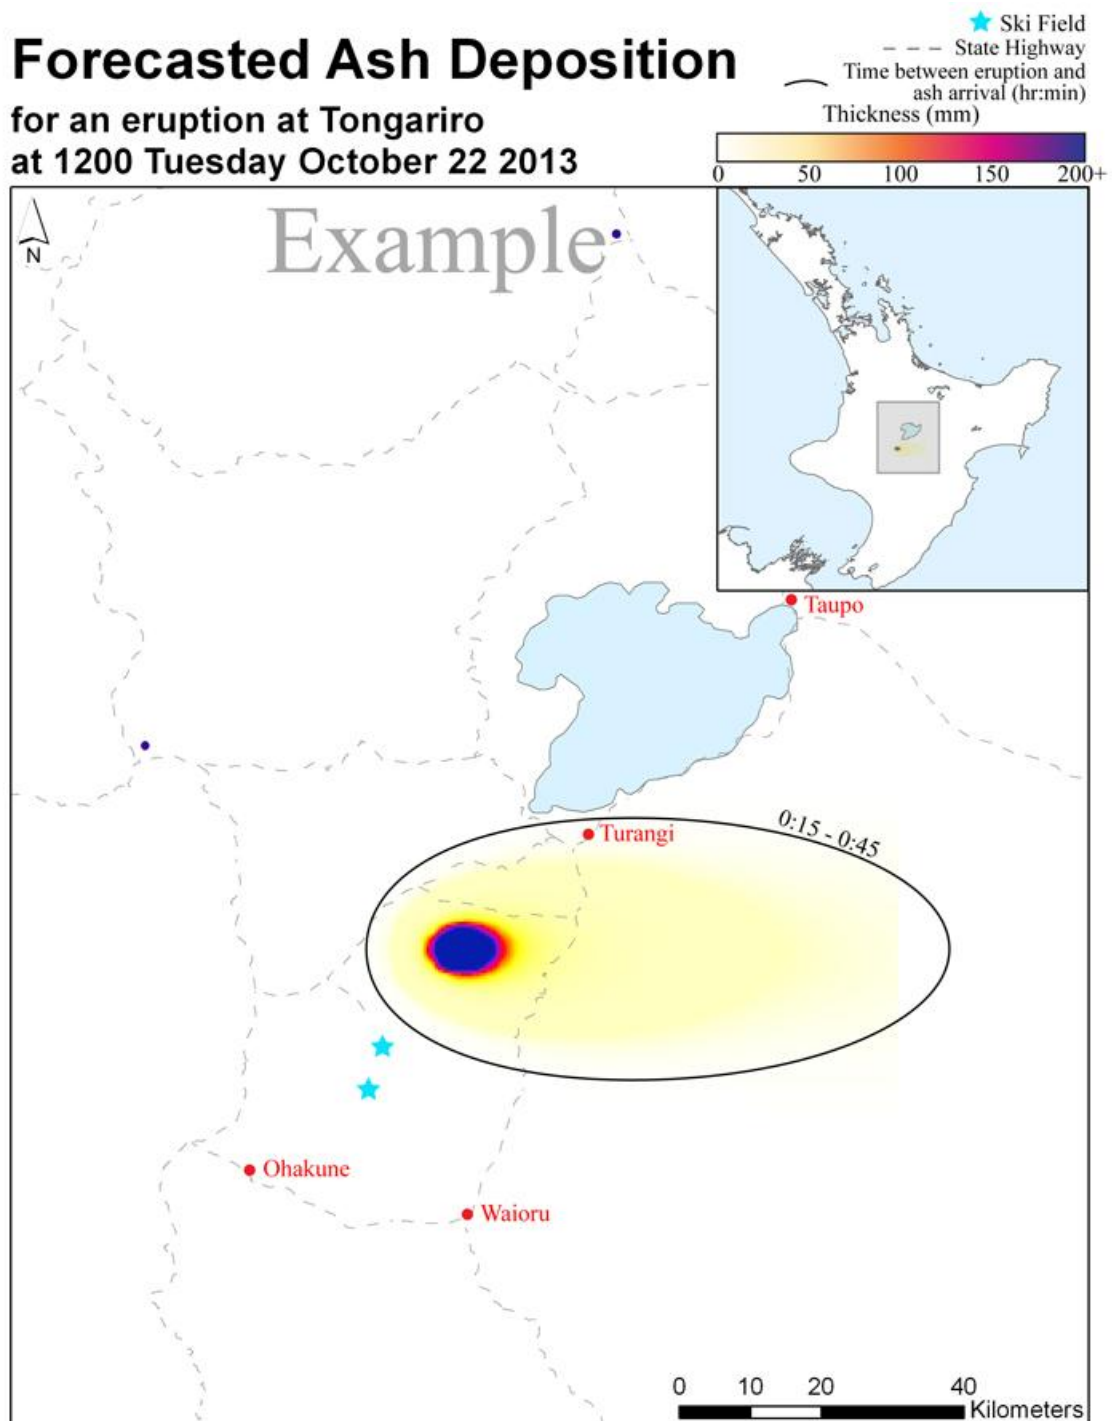 Forecasted Ash Deposition
for an eruption at Tongariro
at 1200 Tuesday October 22 2013
Ski Field
State Highway
Time between eruption and
ash arrival (hr:min)
Thickness (mm)
0 50 100 150 200+
N
Example
Taupo
0:15 - 0:45
Turangi
Ohakune
Waioru
0 10 20 40
Kilometers